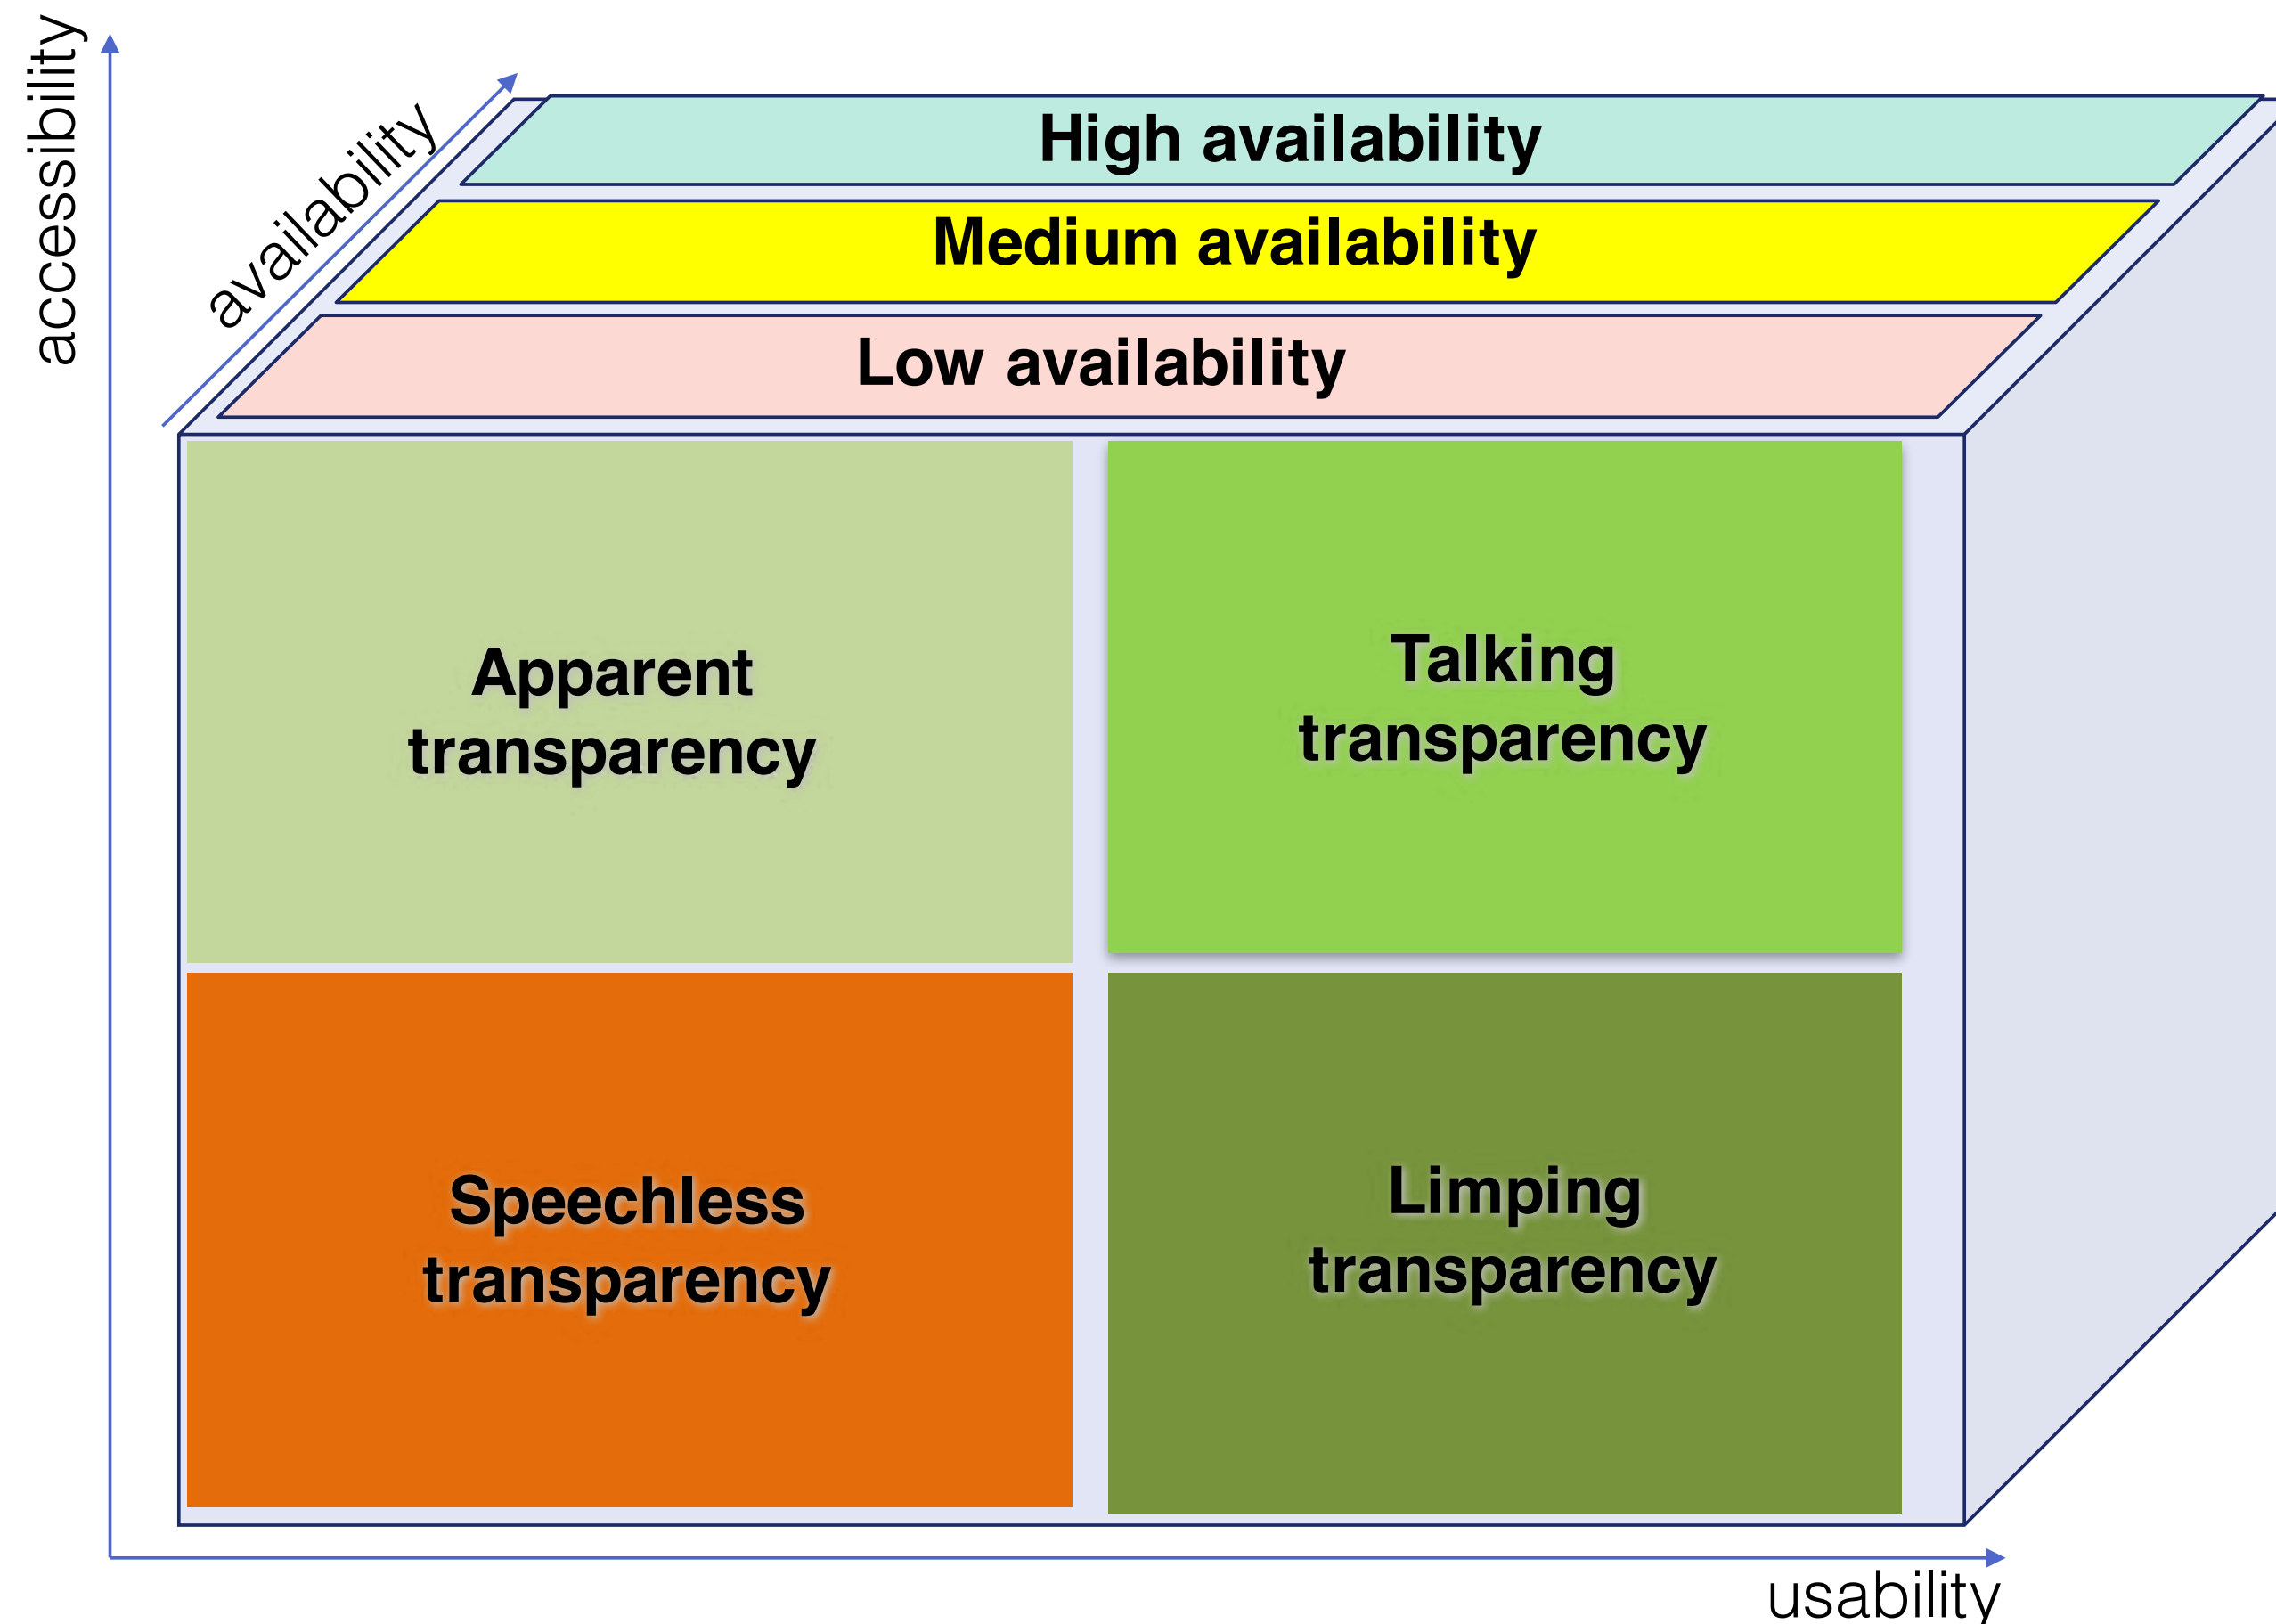 accessibility
availability
High availability
Medium availability
Low availability
Apparent
transparency
Talking
transparency
Speechless
transparency
Limping
transparency
usability